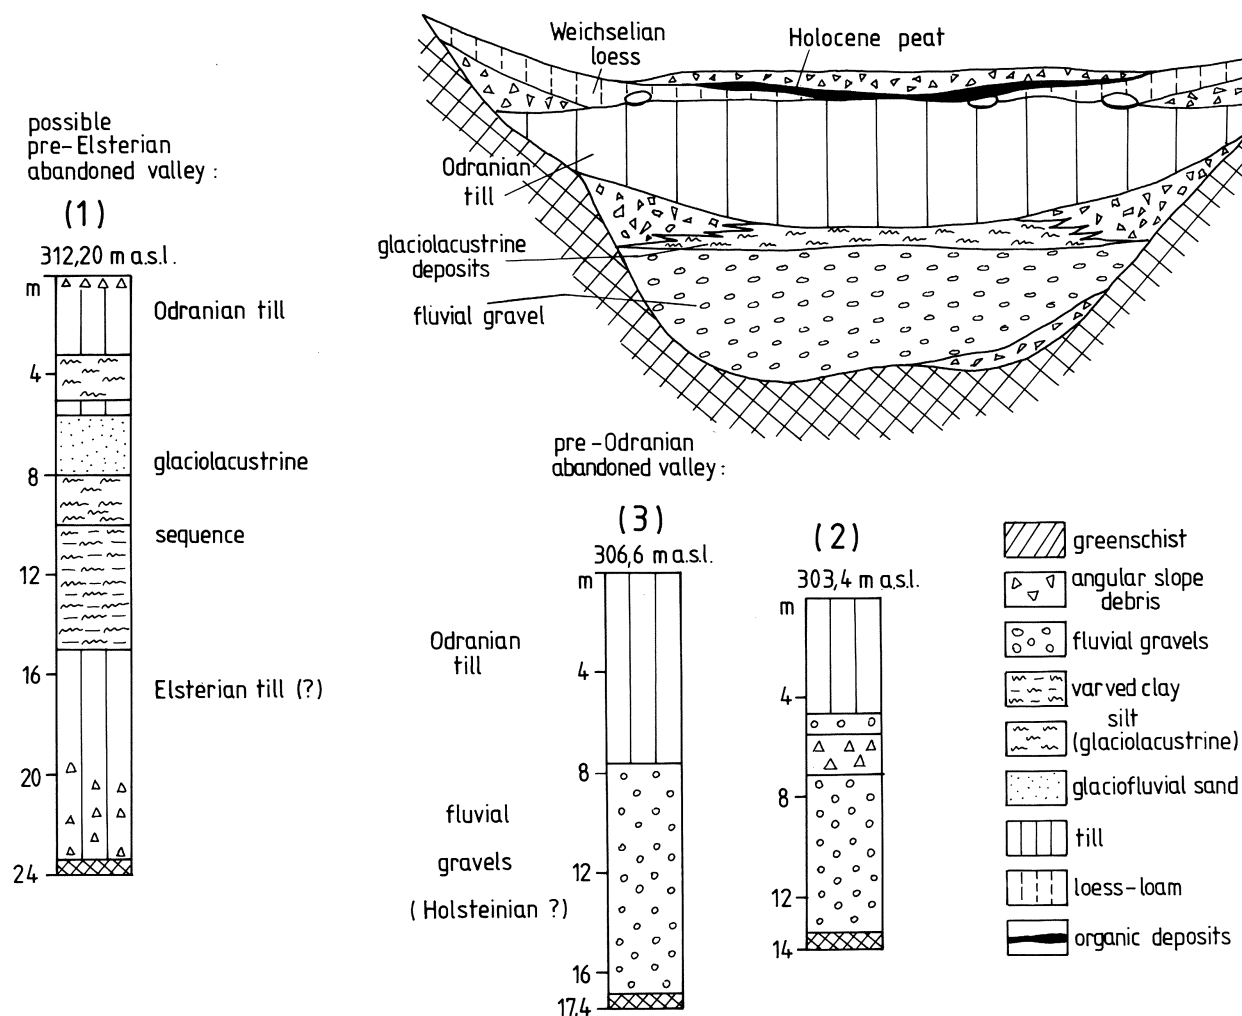 Weichselian
loess
Holocene peat
Odranian
till
glaciolacustrine
deposits
fluvial gravel
possible
pre-Elsterian
abandoned valley:
(1)
312,20 m a.s.l.
m
4
8
12
16
20
24
Odranian till
glaciolacustrine
sequence
Elsterian till (?)
pre-Odranian
abandoned valley:
(3)
306,6 m a.s.l.
m
4
8
12
16
17,4
Odranian
till
fluvial
gravels
(Holsteinian ?)
(2)
303,4 m a.s.l.
m
4
8
12
14
greenschist
angular slope
debris
fluvial gravels
varved clay
silt
(glaciolacustrine)
glaciofluvial sand
till
loess-loam
organic deposits